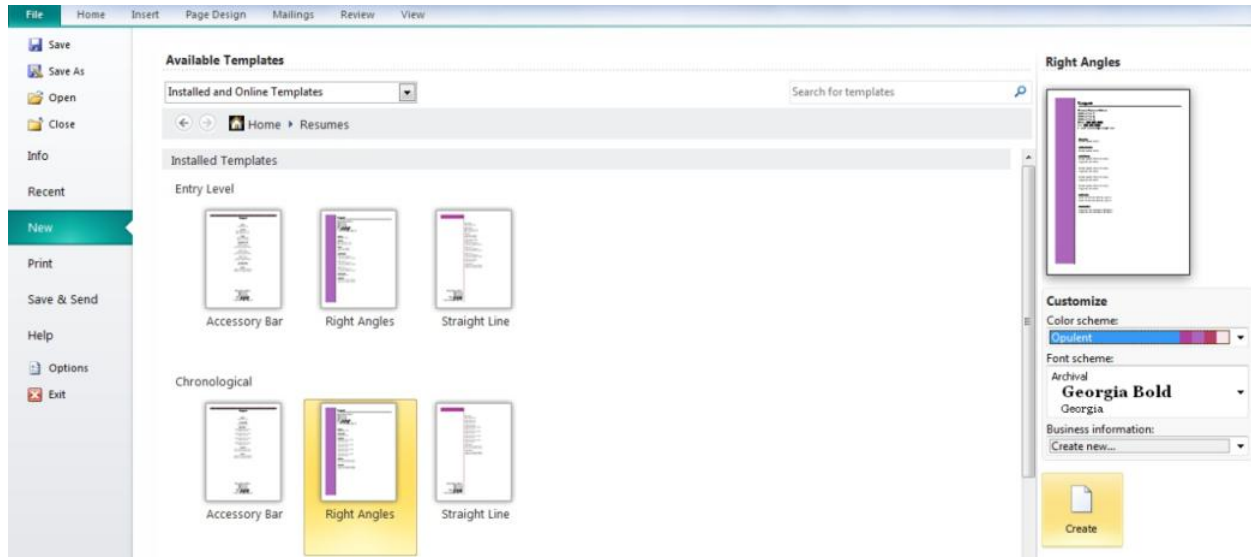 File Home Insert Page Design Mailings Review View
Save
Save As
Open
Close
Info
Recent
New
Print
Save & Send
Help
Options
Exit
Available Templates
Installed and Online Templates
Search for templates
Home Resumes
Installed Templates
Entry Level
Accessory Bar Right Angles Straight Line
Chronological
Accessory Bar Right Angles Straight Line
Right Angles
Customize
Color scheme:
Opulent
Font scheme:
Archival
Georgia Bold
Georgia
Business information:
Create new...
Create